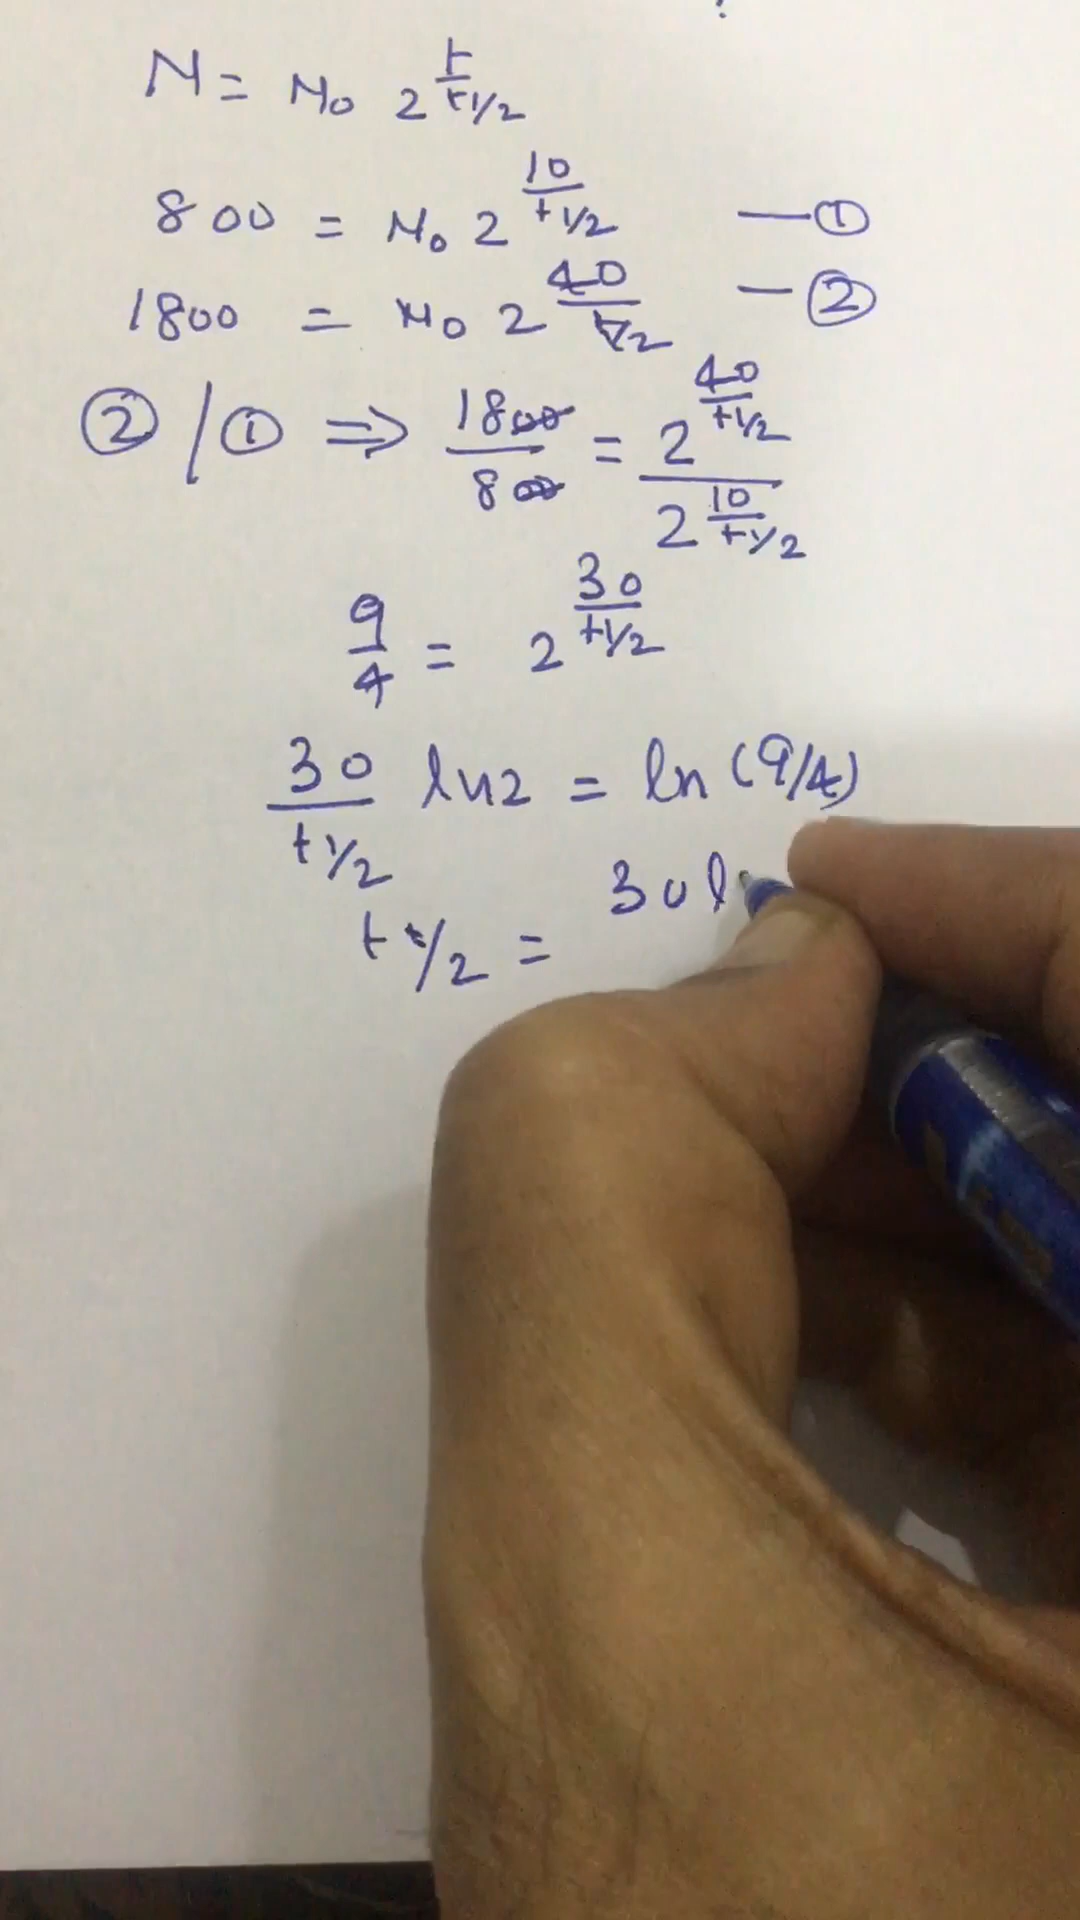 ?
N = N₀ 2^(t/t1/2)
800 = N₀ 2^(10/t1/2) — ①
1800 = N₀ 2^(40/t1/2) — ②
② / ① ⇒ 1800/800 = 2^(40/t1/2) / 2^(10/t1/2)
9/4 = 2^(30/t1/2)
30/t1/2 ln2 = ln (9/4)
t1/2 = 30 l